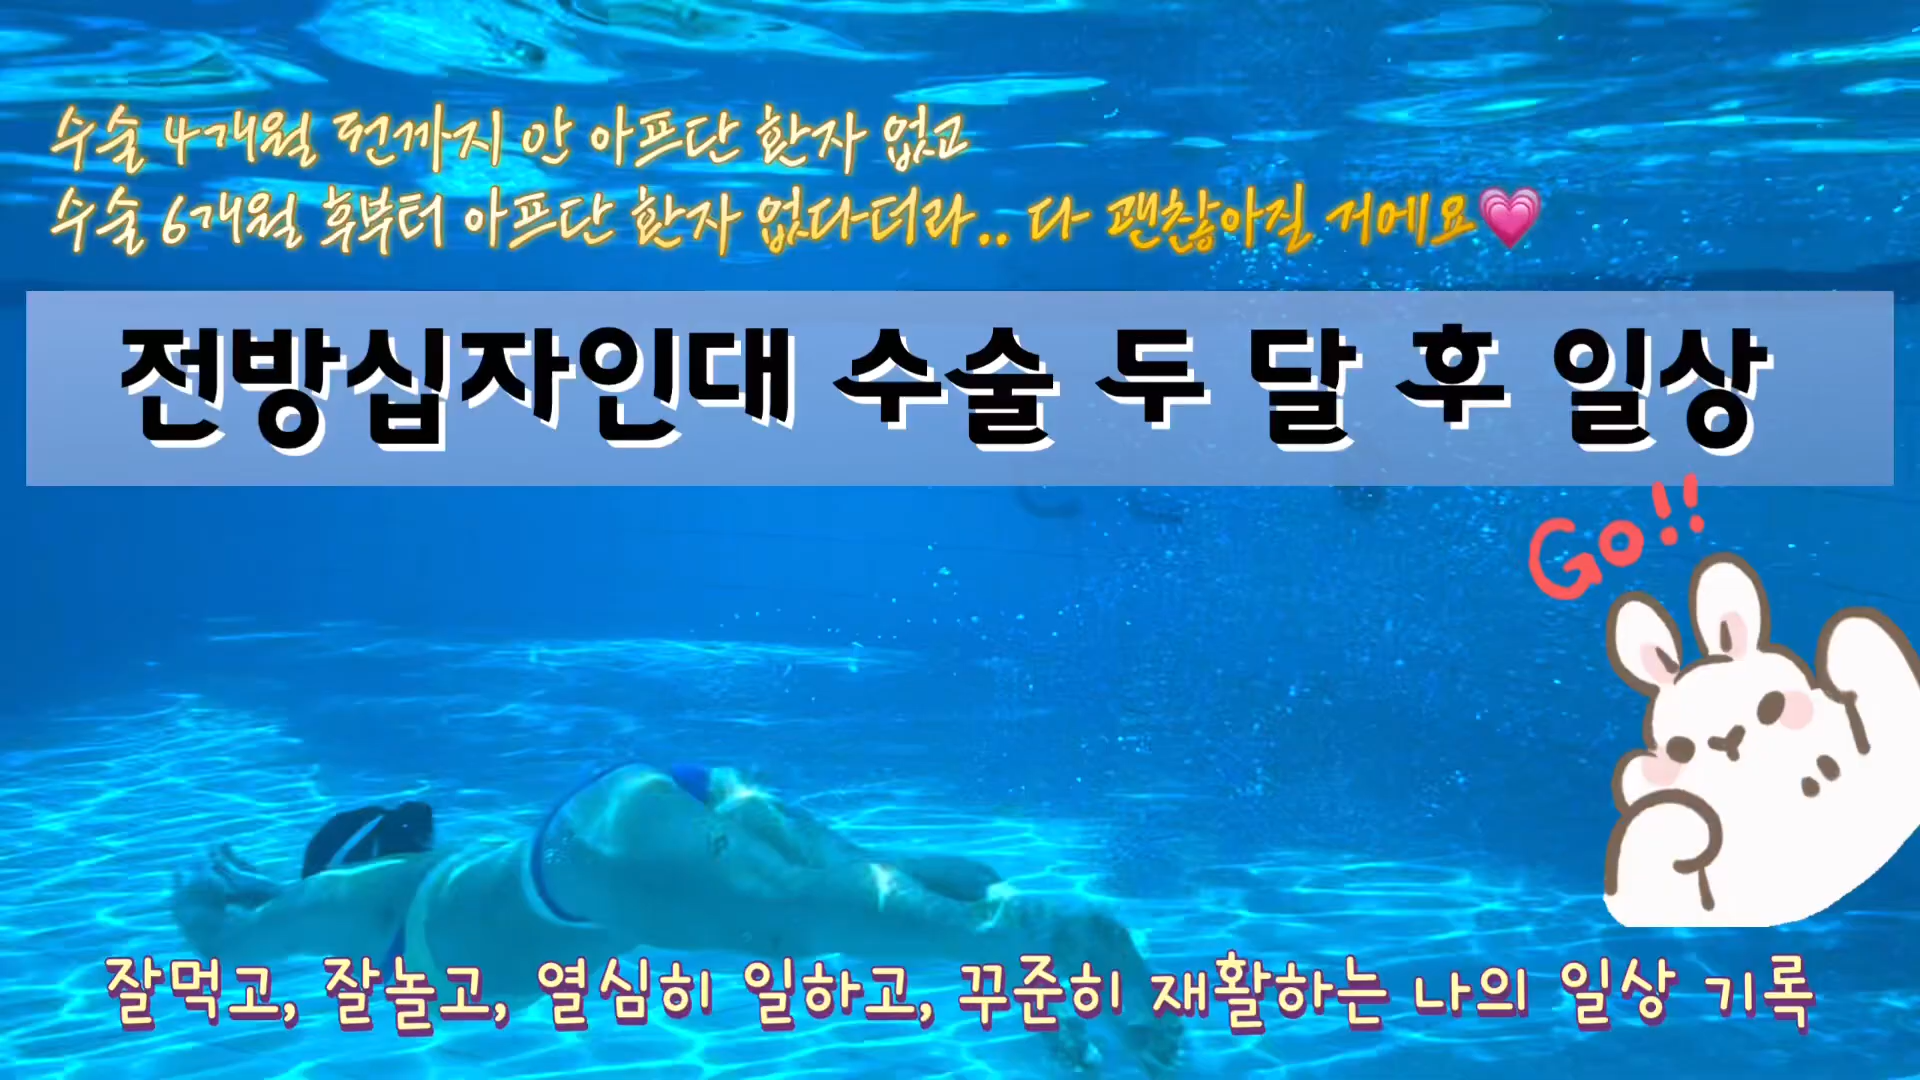 수술 4개월 전까지 안 아프단 환자 없고
수술 6개월 후부터 아프단 환자 없다더라.. 다 괜찮아질 거에요💗
전방십자인대 수술 두 달 후 일상
Go!!
잘먹고, 잘놀고, 열심히 일하고, 꾸준히 재활하는 나의 일상 기록